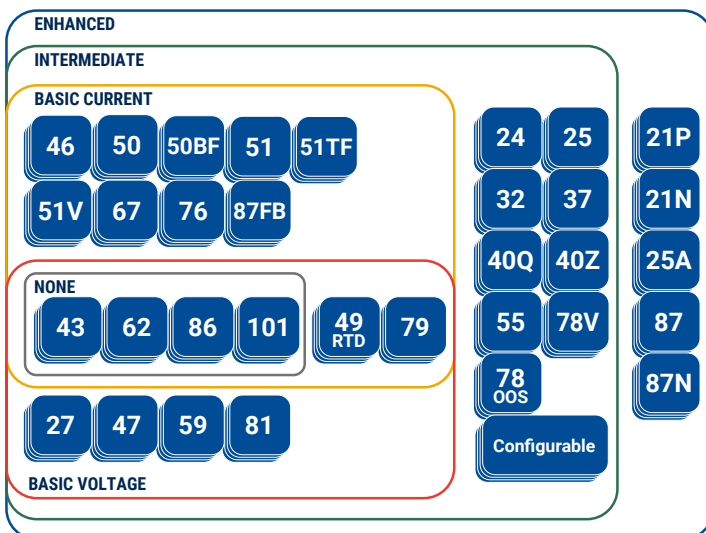 ENHANCED
INTERMEDIATE
BASIC CURRENT
46 50 50BF 51 51TF
51V 67 76 87FB
NONE
43 62 86 101 49 RTD 79
27 47 59 81
BASIC VOLTAGE
24 25
32 37
40Q 40Z
55 78V
78 OOS
Configurable
21P
21N
25A
87
87N